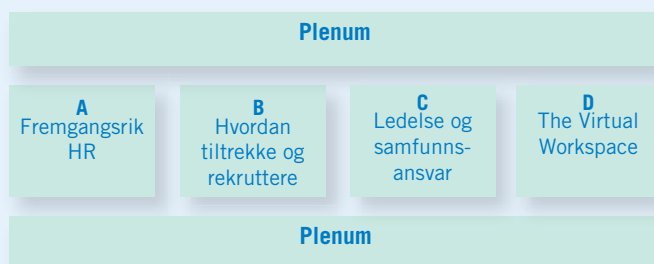 Plenum
A
Fremgangsrik
HR
B
Hvordan
tiltrekke og
rekruttere
C
Ledelse og
samfunns-
ansvar
D
The Virtual
Workspace
Plenum